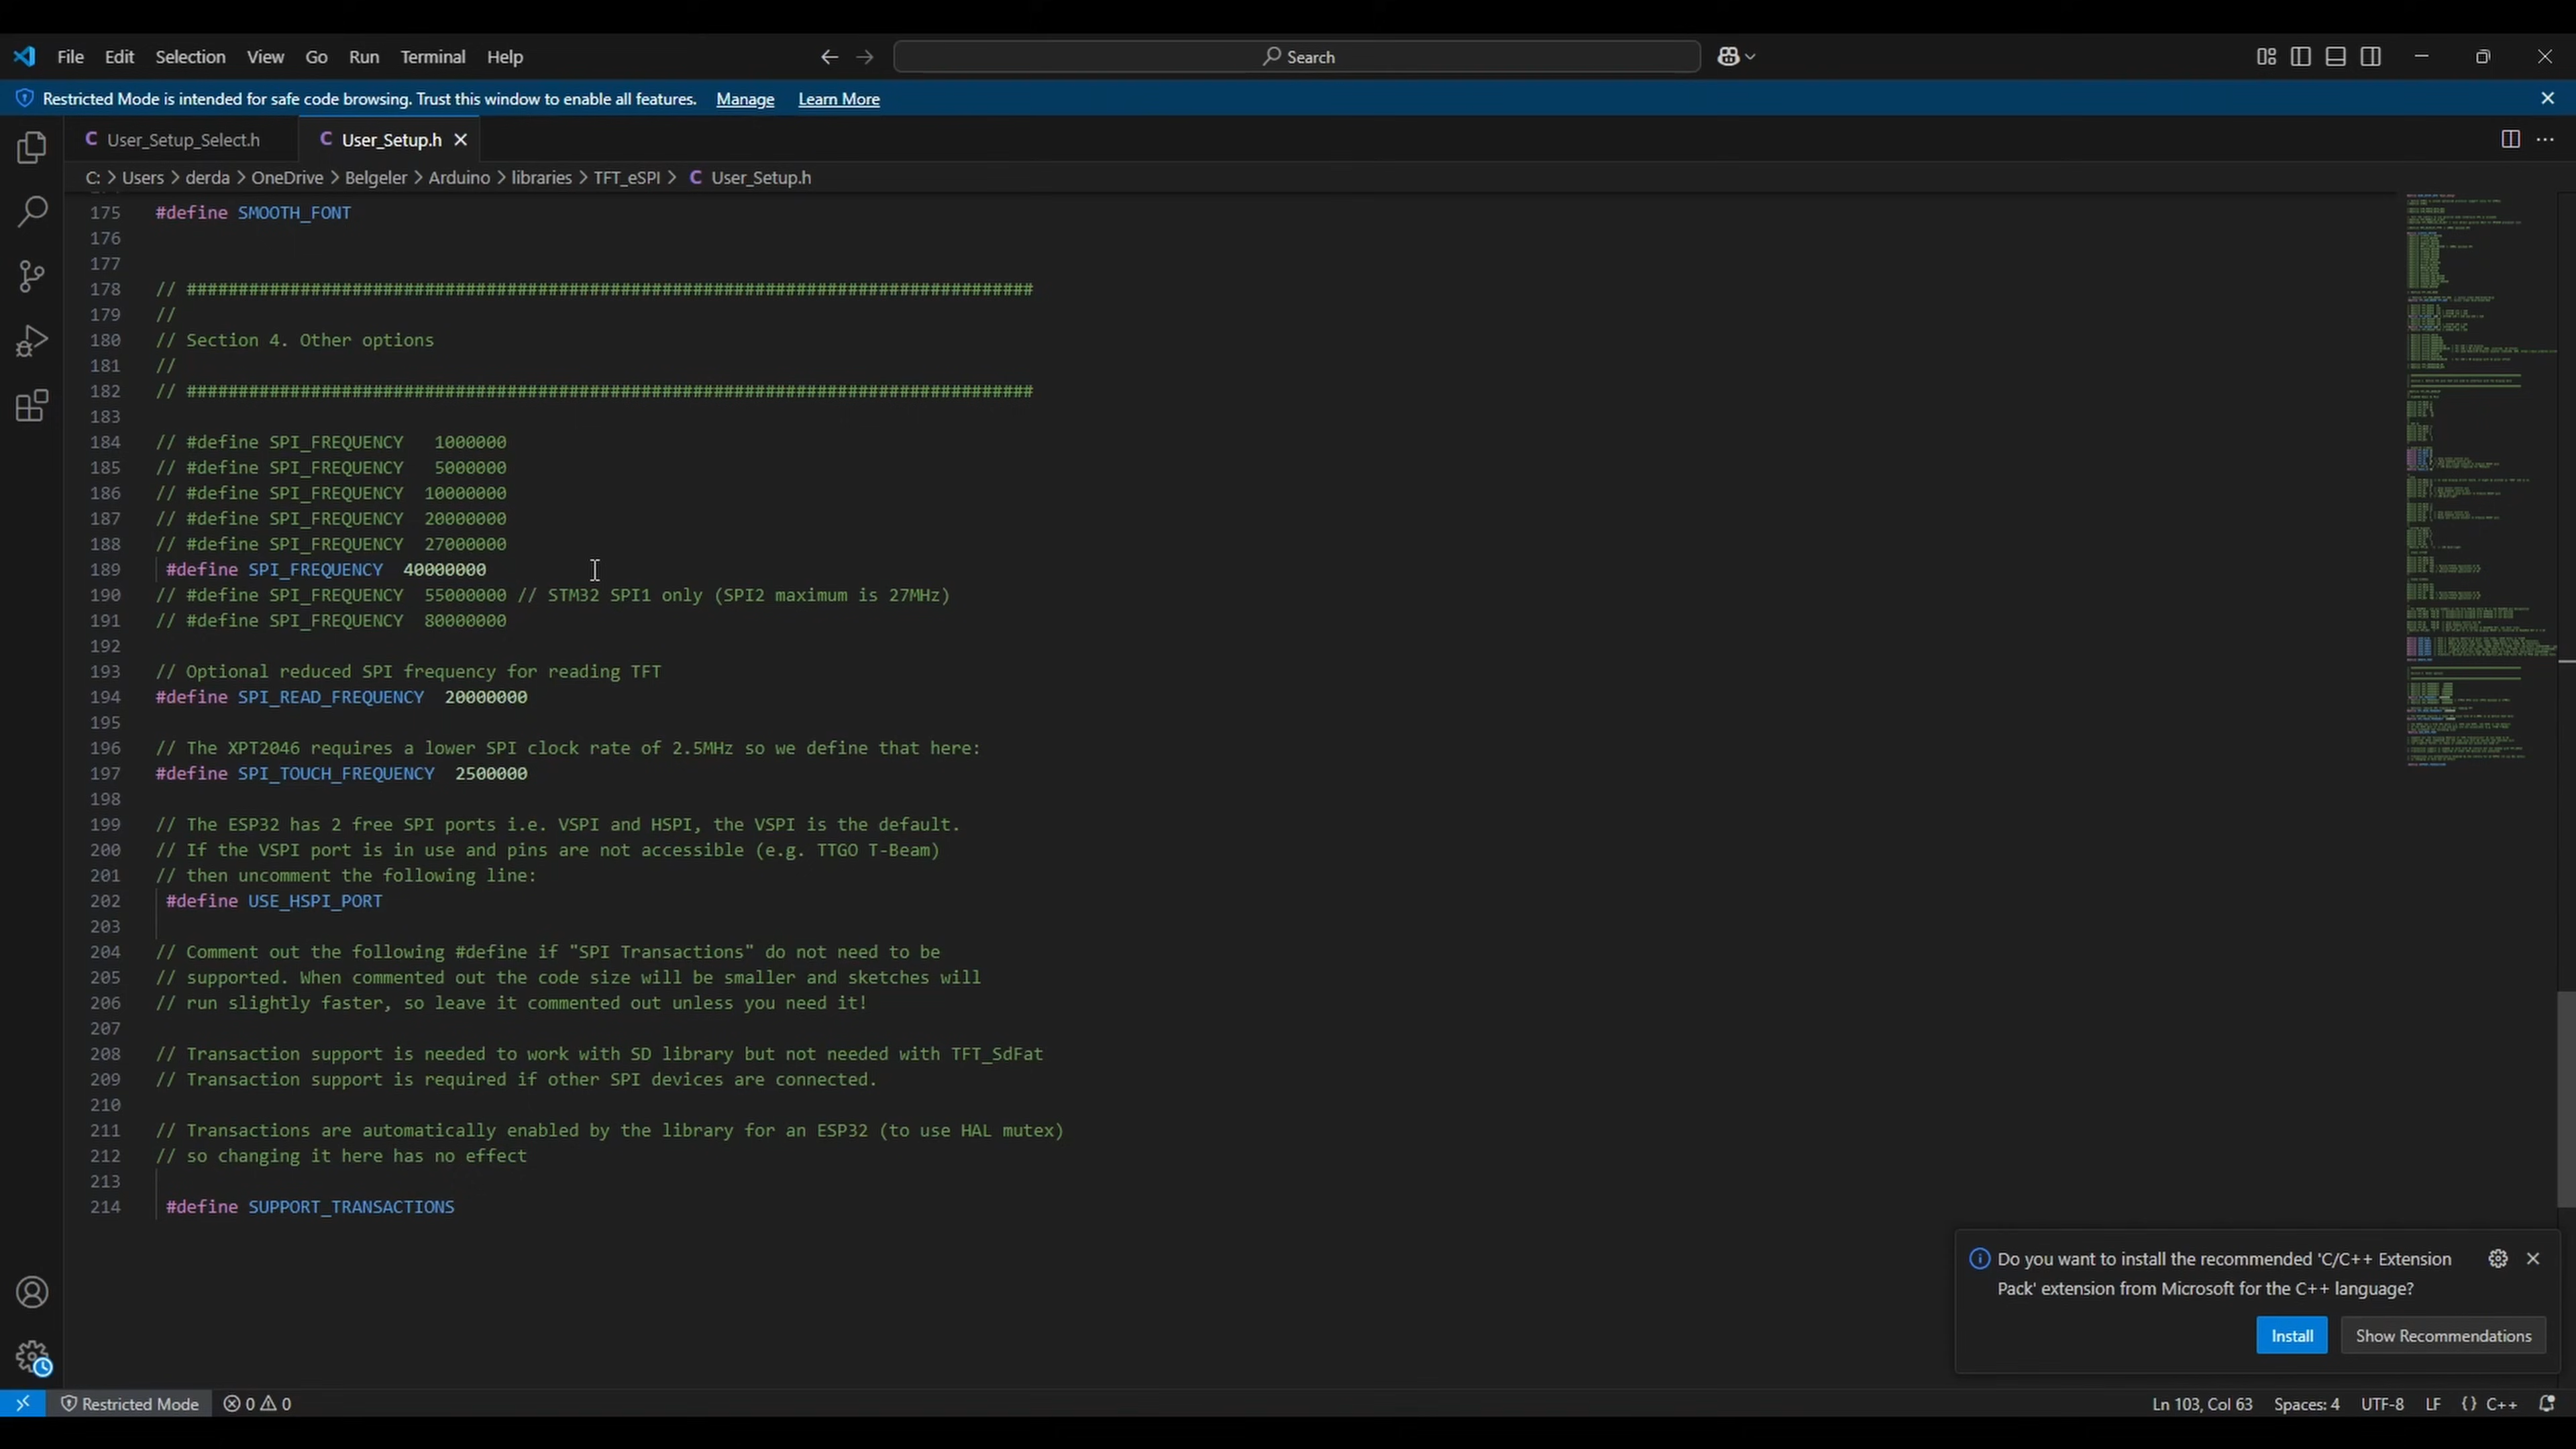 File Edit Selection View Go Run Terminal Help Search
Restricted Mode is intended for safe code browsing. Trust this window to enable all features. Manage Learn More
C User_Setup_Select.h C User_Setup.h
C: > Users > derda > OneDrive > Belgeler > Arduino > libraries > TFT_eSPI > C User_Setup.h
175 #define SMOOTH_FONT
176
177
178 // ##################################################################################
179 //
180 // Section 4. Other options
181 //
182 // ##################################################################################
183
184 // #define SPI_FREQUENCY   1000000
185 // #define SPI_FREQUENCY   5000000
186 // #define SPI_FREQUENCY  10000000
187 // #define SPI_FREQUENCY  20000000
188 // #define SPI_FREQUENCY  27000000
189  #define SPI_FREQUENCY  40000000
190 // #define SPI_FREQUENCY  55000000 // STM32 SPI1 only (SPI2 maximum is 27MHz)
191 // #define SPI_FREQUENCY  80000000
192
193 // Optional reduced SPI frequency for reading TFT
194 #define SPI_READ_FREQUENCY  20000000
195
196 // The XPT2046 requires a lower SPI clock rate of 2.5MHz so we define that here:
197 #define SPI_TOUCH_FREQUENCY  2500000
198
199 // The ESP32 has 2 free SPI ports i.e. VSPI and HSPI, the VSPI is the default.
200 // If the VSPI port is in use and pins are not accessible (e.g. TTGO T-Beam)
201 // then uncomment the following line:
202  #define USE_HSPI_PORT
203
204 // Comment out the following #define if "SPI Transactions" do not need to be
205 // supported. When commented out the code size will be smaller and sketches will
206 // run slightly faster, so leave it commented out unless you need it!
207
208 // Transaction support is needed to work with SD library but not needed with TFT_SdFat
209 // Transaction support is required if other SPI devices are connected.
210
211 // Transactions are automatically enabled by the library for an ESP32 (to use HAL mutex)
212 // so changing it here has no effect
213
214  #define SUPPORT_TRANSACTIONS
Do you want to install the recommended 'C/C++ Extension
Pack' extension from Microsoft for the C++ language?
Install Show Recommendations
Restricted Mode 0 0 Ln 103, Col 63 Spaces: 4 UTF-8 LF {} C++